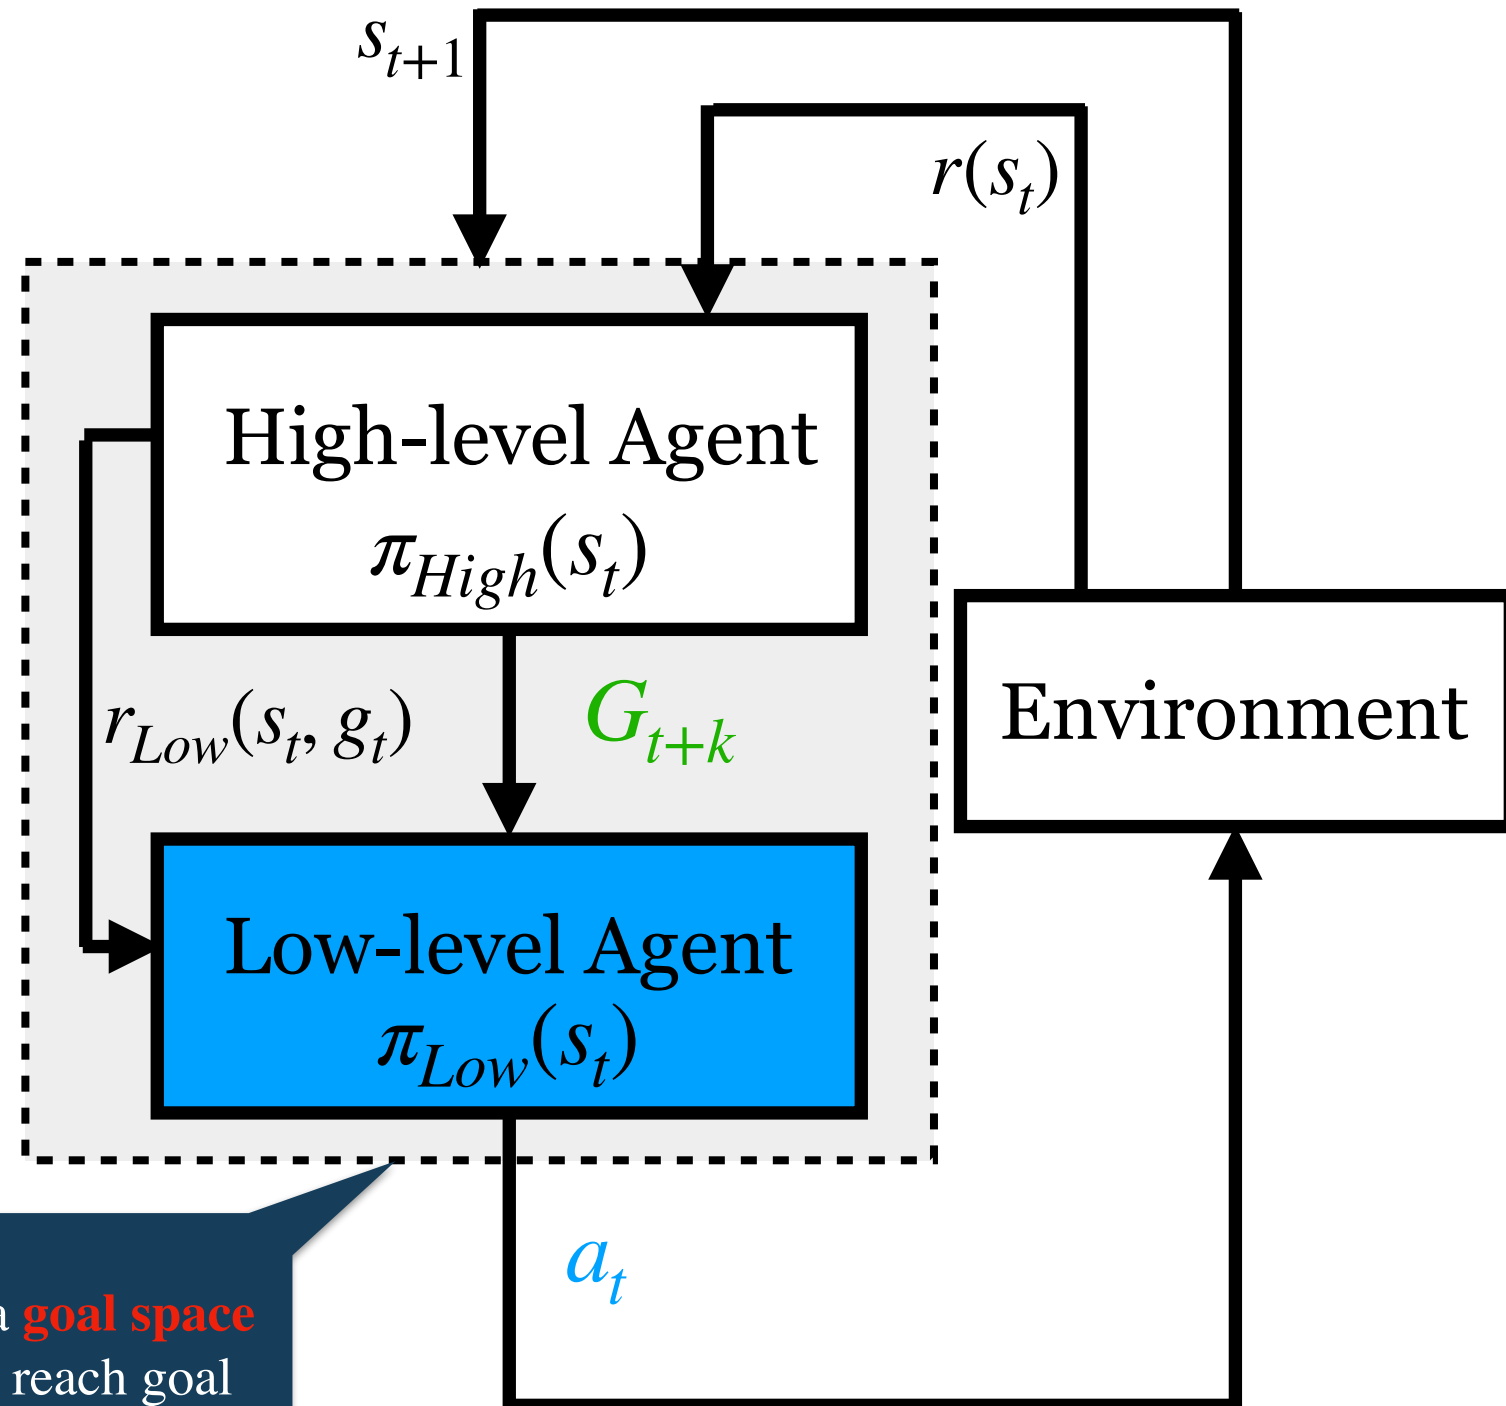 s_{t+1}
r(s_t)
High-level Agent
π_{High}(s_t)
r_{Low}(s_t, g_t)
G_{t+k}
Environment
Low-level Agent
π_{Low}(s_t)
a_t
a goal space
reach goal